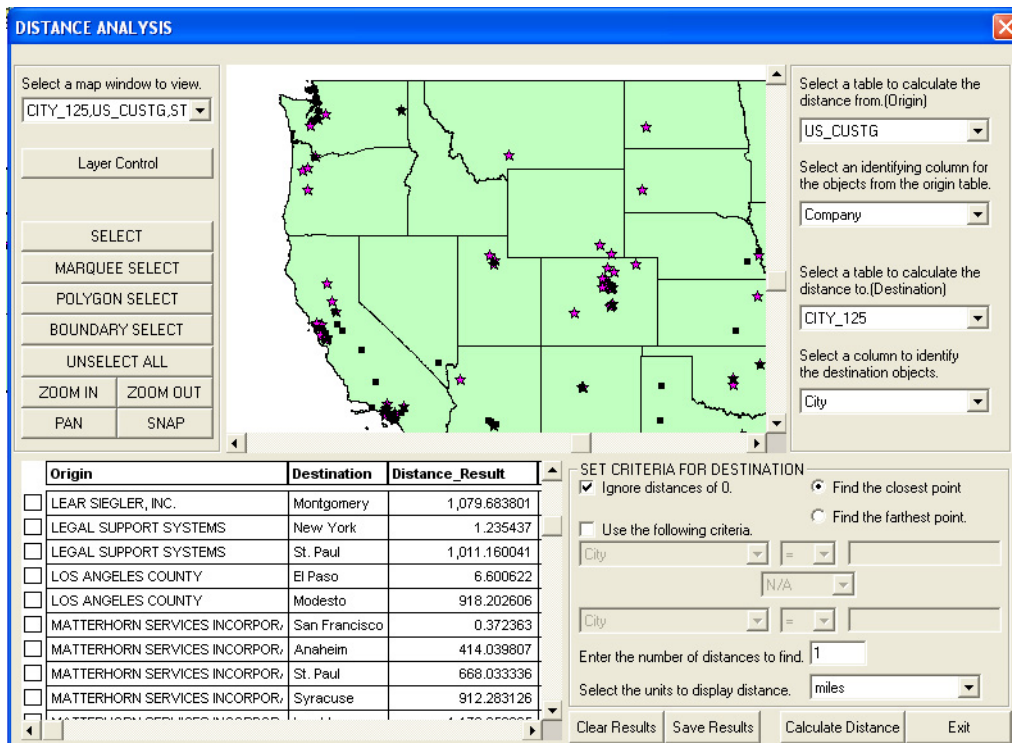 DISTANCE ANALYSIS
Select a map window to view.
CITY_125,US_CUSTG,ST
Layer Control
SELECT
MARQUEE SELECT
POLYGON SELECT
BOUNDARY SELECT
UNSELECT ALL
ZOOM IN ZOOM OUT
PAN SNAP
Select a table to calculate the
distance from.(Origin)
US_CUSTG
Select an identifying column for
the objects from the origin table.
Company
Select a table to calculate the
distance to.(Destination)
CITY_125
Select a column to identify
the destination objects.
City
Origin Destination Distance_Result
LEAR SIEGLER, INC. Montgomery 1,079.683801
LEGAL SUPPORT SYSTEMS New York 1.235437
LEGAL SUPPORT SYSTEMS St. Paul 1,011.160041
LOS ANGELES COUNTY El Paso 6.600622
LOS ANGELES COUNTY Modesto 918.202606
MATTERHORN SERVICES INCORPOR San Francisco 0.372363
MATTERHORN SERVICES INCORPOR Anaheim 414.039807
MATTERHORN SERVICES INCORPOR St. Paul 668.033336
MATTERHORN SERVICES INCORPOR Syracuse 912.283126
SET CRITERIA FOR DESTINATION
Ignore distances of 0. Find the closest point
Find the farthest point.
Use the following criteria.
City =
N/A
City =
Enter the number of distances to find. 1
Select the units to display distance. miles
Clear Results Save Results Calculate Distance Exit